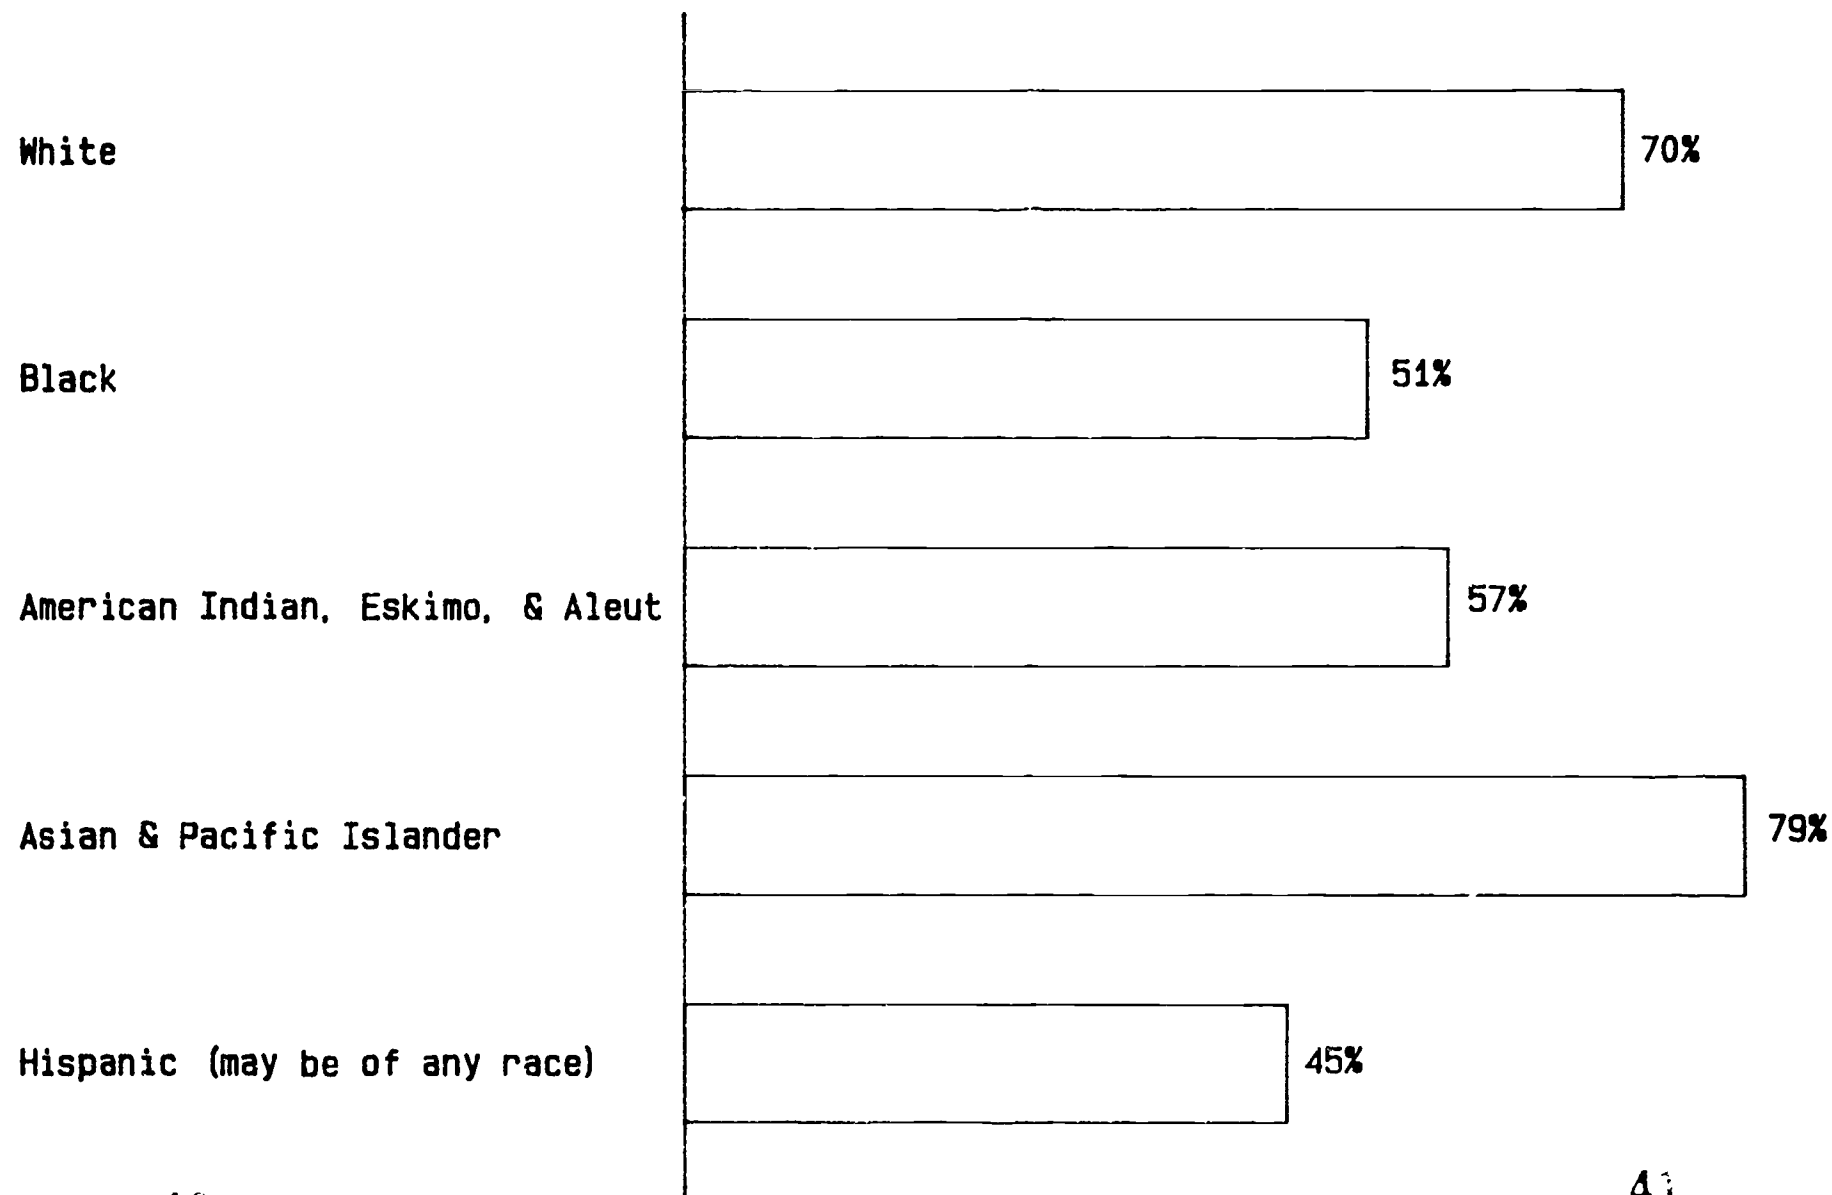 White 70%
Black 51%
American Indian, Eskimo, & Aleut 57%
Asian & Pacific Islander 79%
Hispanic (may be of any race) 45%